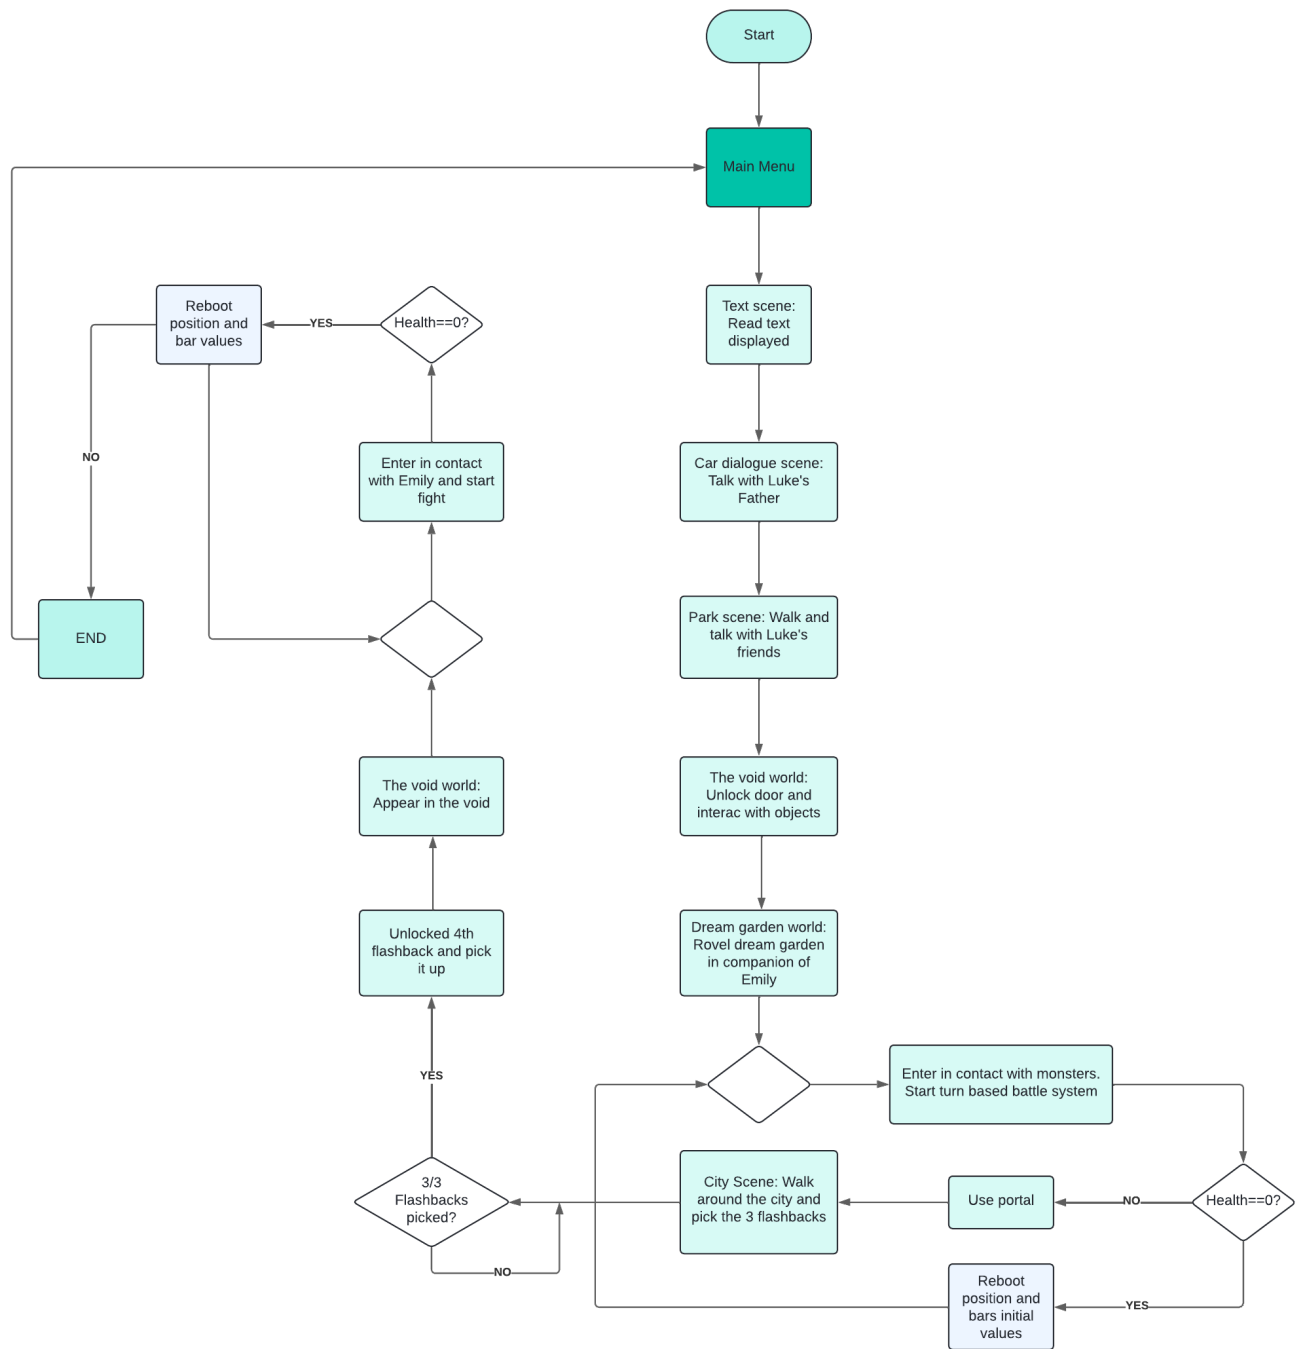 Start
Main Menu
Text scene:
Read text
displayed
Car dialogue scene:
Talk with Luke's
Father
Park scene: Walk and
talk with Luke's
friends
The void world:
Unlock door and
interac with objects
Dream garden world:
Rovel dream garden
in companion of
Emily
Enter in contact with monsters.
Start turn based battle system
Health==0?
NO
Use portal
YES
Reboot
position and
bars initial
values
City Scene: Walk
around the city and
pick the 3 flashbacks
3/3
Flashbacks
picked?
NO
YES
Unlocked 4th
flashback and pick
it up
The void world:
Appear in the void
Enter in contact
with Emily and start
fight
Health==0?
YES
Reboot
position and
bar values
NO
END